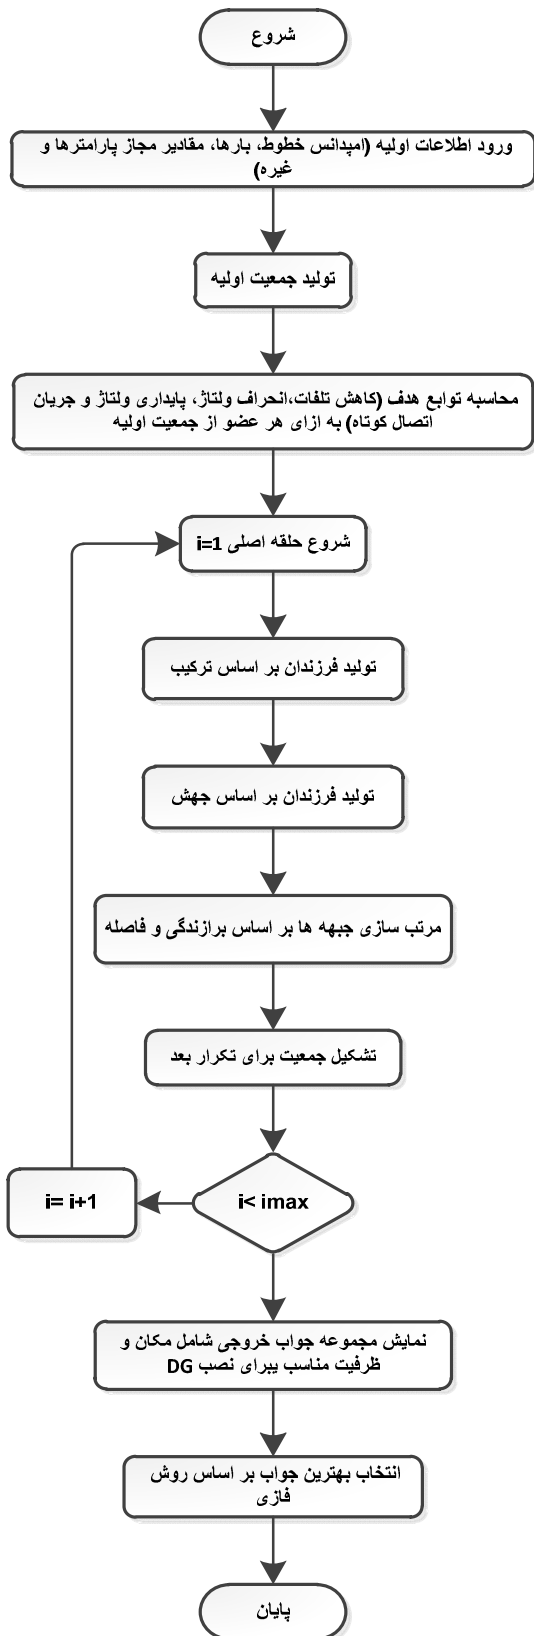 شروع
ورود اطلاعات اولیه (امپدانس خطوط، بارها، مقادیر مجاز پارامترها و
غیره)
تولید جمعیت اولیه
محاسبه توابع هدف (کاهش تلفات،انحراف ولتاژ، پایداری ولتاژ و جریان
اتصال کوتاه) به ازای هر عضو از جمعیت اولیه
شروع حلقه اصلی i=1
تولید فرزندان بر اساس ترکیب
تولید فرزندان بر اساس جهش
مرتب سازی جبهه ها بر اساس برازندگی و فاصله
تشکیل جمعیت برای تکرار بعد
i< imax
i= i+1
نمایش مجموعه جواب خروجی شامل مکان و
ظرفیت مناسب یبرای نصب DG
انتخاب بهترین جواب بر اساس روش
فازی
پایان